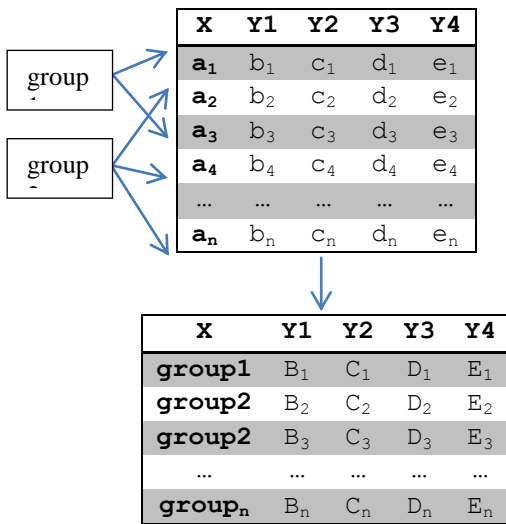 X Y1 Y2 Y3 Y4
group
a₁ b₁ c₁ d₁ e₁
a₂ b₂ c₂ d₂ e₂
a₃ b₃ c₃ d₃ e₃
group
a₄ b₄ c₄ d₄ e₄
... ... ... ... ...
aₙ bₙ cₙ dₙ eₙ
X Y1 Y2 Y3 Y4
group1 B₁ C₁ D₁ E₁
group2 B₂ C₂ D₂ E₂
group2 B₃ C₃ D₃ E₃
... ... ... ... ...
groupₙ Bₙ Cₙ Dₙ Eₙ